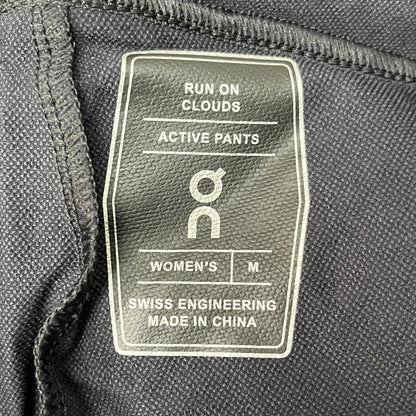 RUN ON
CLOUDS
ACTIVE PANTS
WOMEN'S M
SWISS ENGINEERING
MADE IN CHINA